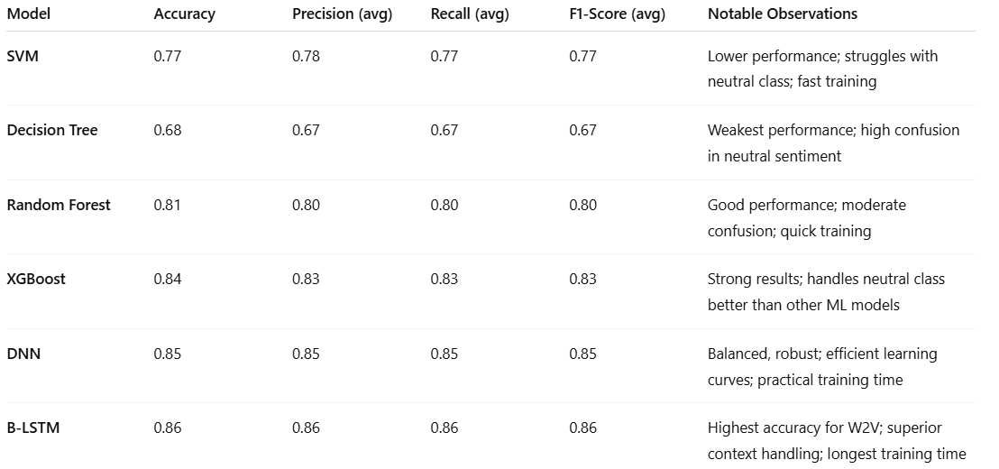 Model Accuracy Precision (avg) Recall (avg) F1-Score (avg) Notable Observations
SVM 0.77 0.78 0.77 0.77 Lower performance; struggles with
neutral class; fast training
Decision Tree 0.68 0.67 0.67 0.67 Weakest performance; high confusion
in neutral sentiment
Random Forest 0.81 0.80 0.80 0.80 Good performance; moderate
confusion; quick training
XGBoost 0.84 0.83 0.83 0.83 Strong results; handles neutral class
better than other ML models
DNN 0.85 0.85 0.85 0.85 Balanced, robust; efficient learning
curves; practical training time
B-LSTM 0.86 0.86 0.86 0.86 Highest accuracy for W2V; superior
context handling; longest training time